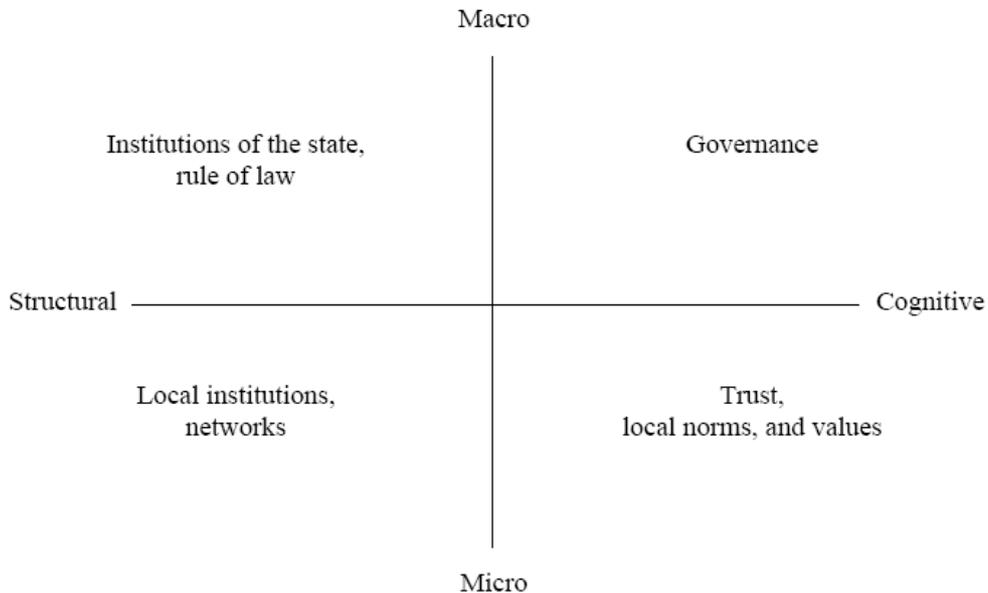 Macro
Institutions of the state,
rule of law
Governance
Structural
Cognitive
Local institutions,
networks
Trust,
local norms, and values
Micro